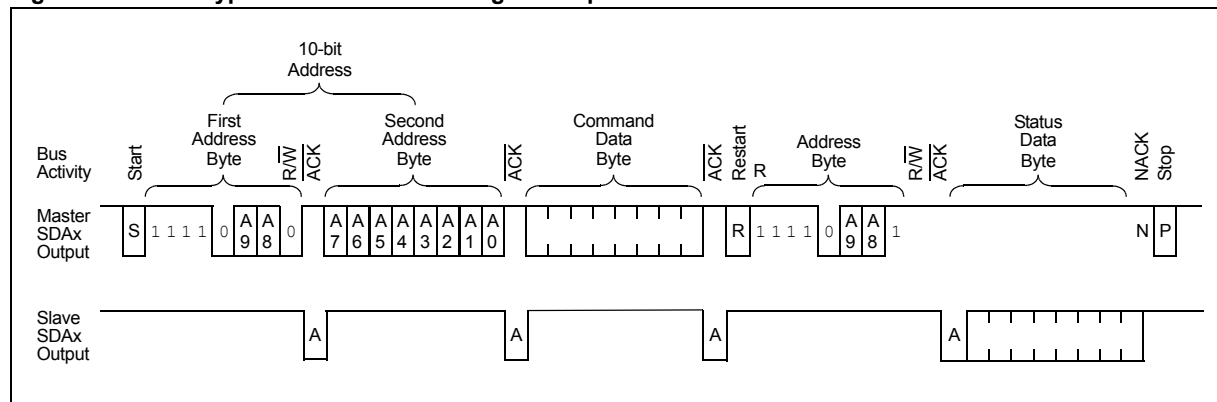 10-bit
Address
First
Address
Byte
Second
Address
Byte
Command
Data
Byte
Address
Byte
Status
Data
Byte
Bus
Activity
Start
R/W
ACK
ACK
ACK
Restart
R
R/W
ACK
NACK
Stop
Master
SDAx
Output
S 1 1 1 1 0 A9 A8 0 A7 A6 A5 A4 A3 A2 A1 A0 R 1 1 1 1 0 A9 A8 1 N P
Slave
SDAx
Output
A A A A